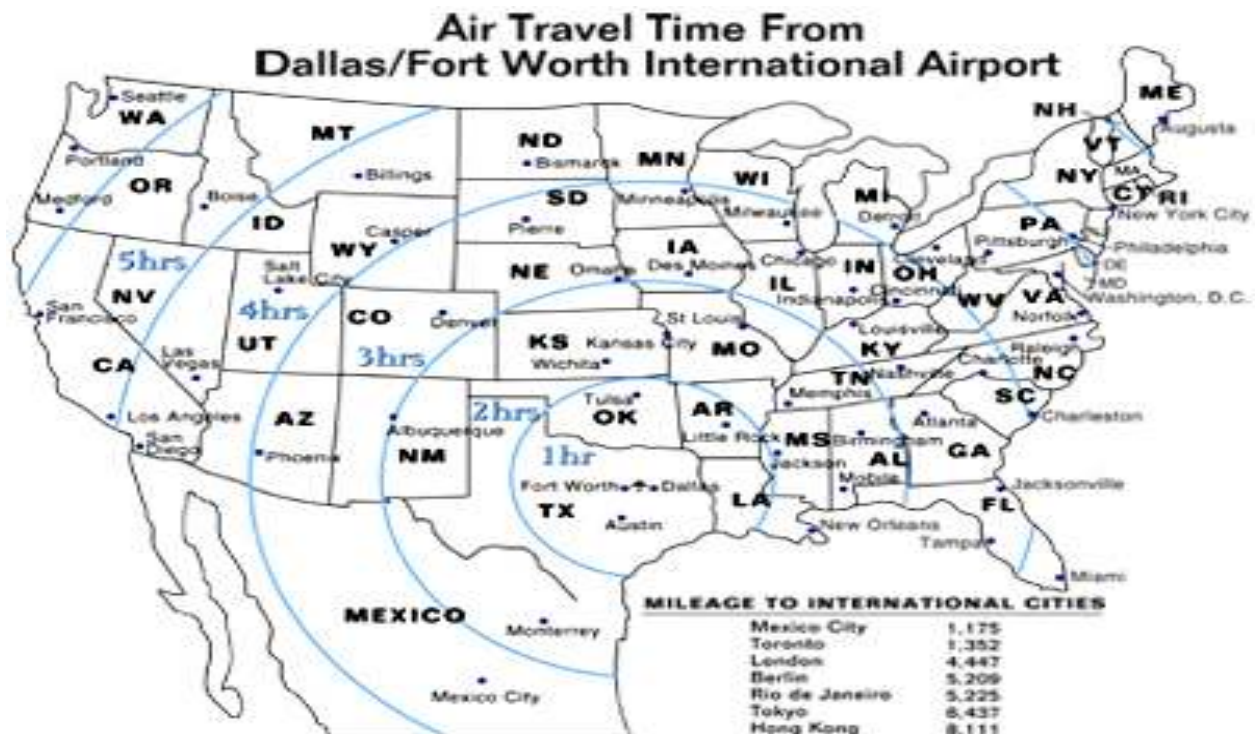 Air Travel Time From
Dallas/Fort Worth International Airport
Seattle
WA
Portland
OR
Medford
MT
Billings
Boise
ID
ND
Bismarck
MN
Minneapolis
WI
Milwaukee
MI
Detroit
NH
ME
Augusta
VT
MA
NY
CT
RI
New York City
PA
Pittsburgh
Philadelphia
DE
MD
Washington, D.C.
WY
Casper
SD
Pierre
IA
Des Moines
Chicago
IN
OH
Cleveland
5hrs
NV
Salt
Lake City
4hrs
UT
CO
Denver
3hrs
NE
Omaha
IL
Indianapolis
Cincinnati
WV
VA
Norfolk
San
Francisco
CA
Las
Vegas
KS
Kansas City
Wichita
St Louis
MO
Louisville
KY
Raleigh
Charlotte
NC
Los Angeles
San
Diego
AZ
Phoenix
2hrs
Albuquerque
NM
Tulsa
OK
AR
Little Rock
TN
Nashville
Memphis
SC
Charleston
1hr
MS
Jackson
Birmingham
AL
Mobile
Atlanta
GA
Fort Worth
Dallas
TX
Austin
LA
New Orleans
Jacksonville
FL
Tampa
Miami
MEXICO
Monterrey
Mexico City
MILEAGE TO INTERNATIONAL CITIES
Mexico City 1,175
Toronto 1,352
London 4,447
Berlin 5,209
Rio de Janeiro 5,225
Tokyo 6,437
Hong Kong 8,111